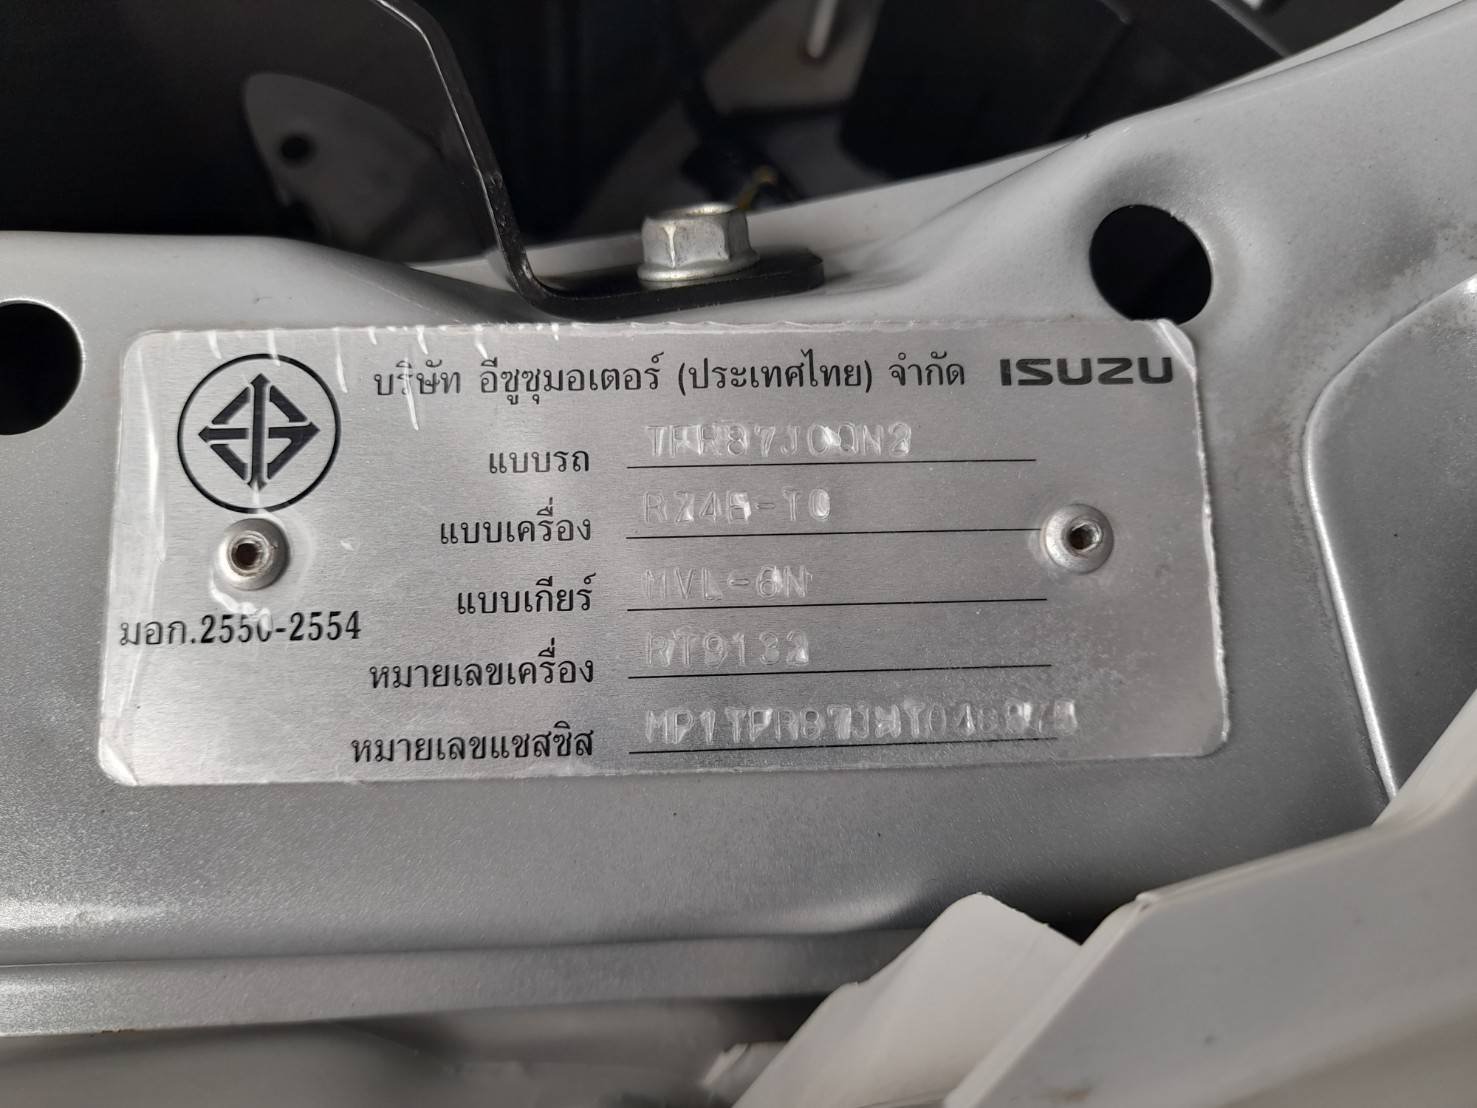 บริษัท อีซูซุมอเตอร์ (ประเทศไทย) จำกัด ISUZU
แบบรถ
แบบเครื่อง
แบบเกียร์ MVL-6N
มอก.2550-2554
หมายเลขเครื่อง RT9132
หมายเลขแชสซิส